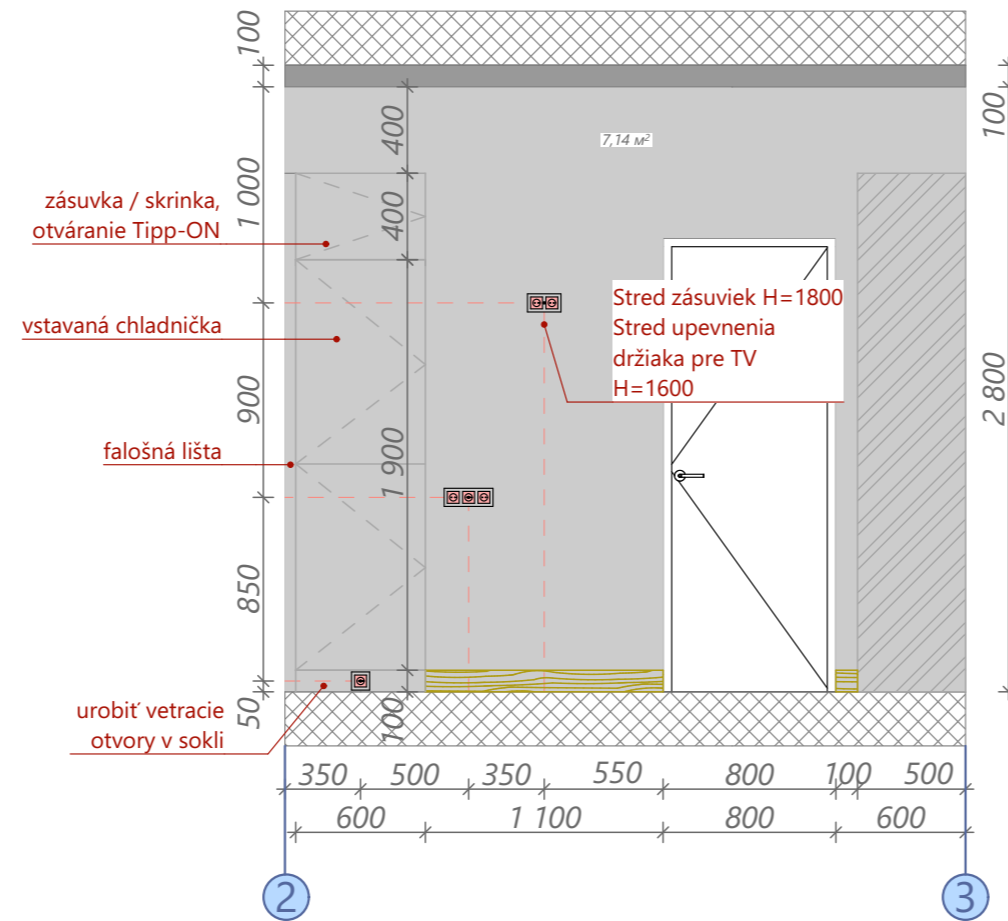 100
1 000
900
850
50
400
400
1 900
100
7,14 м²
100
2 800
zásuvka / skrinka,
otváranie Tipp-ON
vstavaná chladnička
falošná lišta
urobiť vetracie
otvory v sokli
Stred zásuviek H=1800
Stred upevnenia
držiaka pre TV
H=1600
350 500 350 550 800 100 500
600 1 100 800 600
2 3